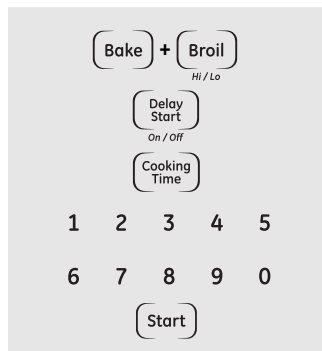 Bake + Broil
Hi / Lo
Delay
Start
On / Off
Cooking
Time
1 2 3 4 5
6 7 8 9 0
Start